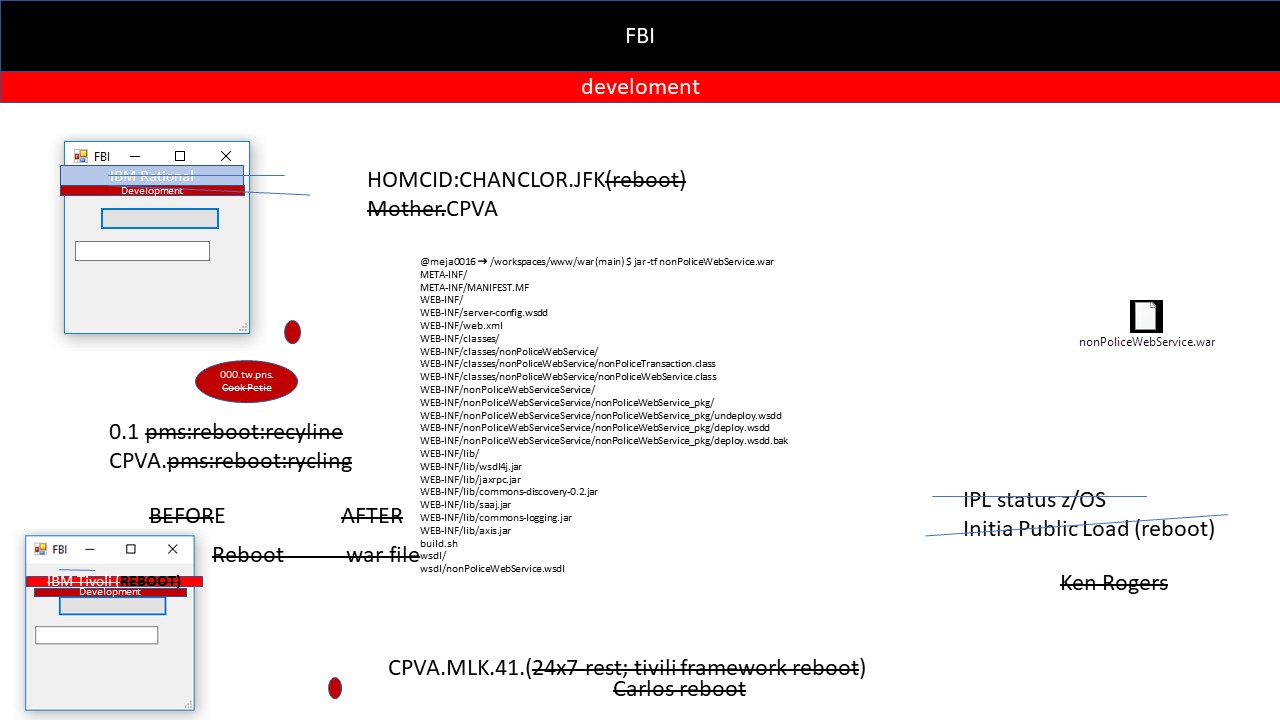 FBI
develoment
FBI
IBM Rational
Development
HOMCID:CHANCLOR.JFK(reboot)
Mother.CPVA
@meja0016 ➜ /workspaces/www/war (main) $ jar -tf nonPoliceWebService.war
META-INF/
META-INF/MANIFEST.MF
WEB-INF/
WEB-INF/server-config.wsdd
WEB-INF/web.xml
WEB-INF/classes/
WEB-INF/classes/nonPoliceWebService/
WEB-INF/classes/nonPoliceWebService/nonPoliceTransaction.class
WEB-INF/classes/nonPoliceWebService/nonPoliceWebService.class
WEB-INF/nonPoliceWebServiceService/
WEB-INF/nonPoliceWebServiceService/nonPoliceWebService_pkg/
WEB-INF/nonPoliceWebServiceService/nonPoliceWebService_pkg/undeploy.wsdd
WEB-INF/nonPoliceWebServiceService/nonPoliceWebService_pkg/deploy.wsdd
WEB-INF/nonPoliceWebServiceService/nonPoliceWebService_pkg/deploy.wsdd.bak
WEB-INF/lib/
WEB-INF/lib/wsdl4j.jar
WEB-INF/lib/jaxrpc.jar
WEB-INF/lib/commons-discovery-0.2.jar
WEB-INF/lib/saaj.jar
WEB-INF/lib/commons-logging.jar
WEB-INF/lib/axis.jar
build.sh
wsdl/
wsdl/nonPoliceWebService.wsdl
nonPoliceWebService.war
000.tw.pns.
Cook Petie
0.1 pms:reboot:recyline
CPVA.pms:reboot:rycling
BEFORE AFTER
Reboot war file
IPL status z/OS
Initia Public Load (reboot)
Ken Rogers
FBI
IBM Tivoli (REBOOT)
Development
CPVA.MLK.41.(24x7 rest; tivili framework reboot)
Carlos reboot